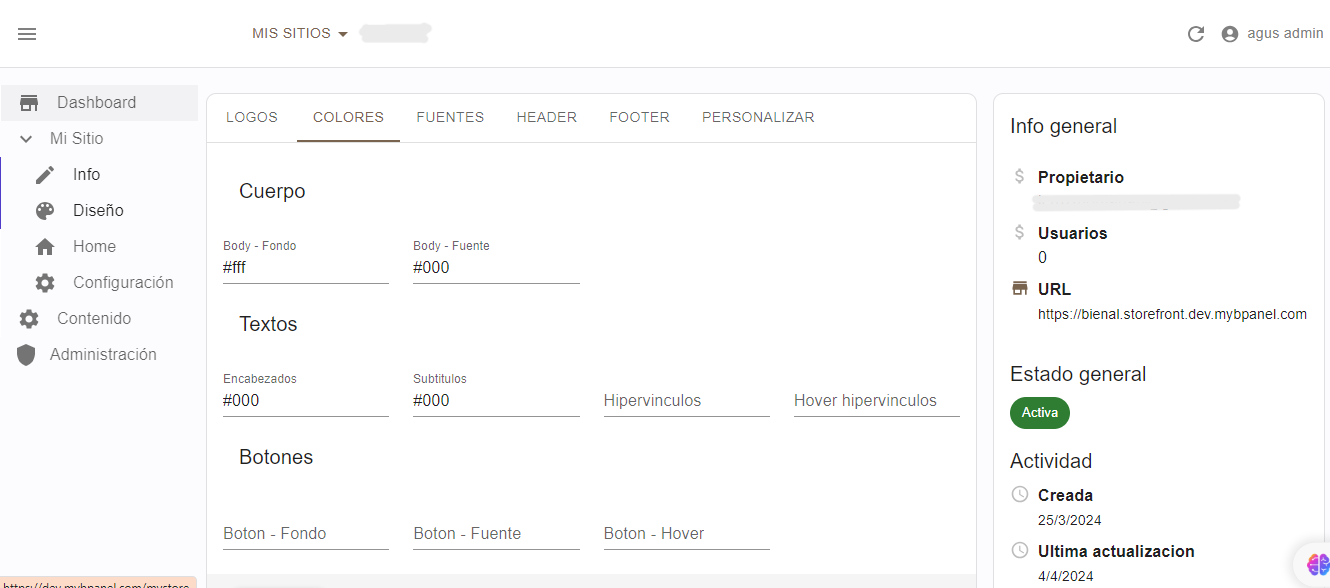 MIS SITIOS
agus admin
Dashboard
Mi Sitio
Info
Diseño
Home
Configuración
Contenido
Administración
LOGOS COLORES FUENTES HEADER FOOTER PERSONALIZAR
Cuerpo
Body - Fondo Body - Fuente
#fff #000
Textos
Encabezados Subtitulos
#000 #000 Hipervinculos Hover hipervinculos
Botones
Boton - Fondo Boton - Fuente Boton - Hover
Info general
$ Propietario
$ Usuarios
0
URL
https://bienal.storefront.dev.mybpanel.com
Estado general
Activa
Actividad
Creada
25/3/2024
Ultima actualizacion
4/4/2024
https://dev.mybpanel.com/mystore